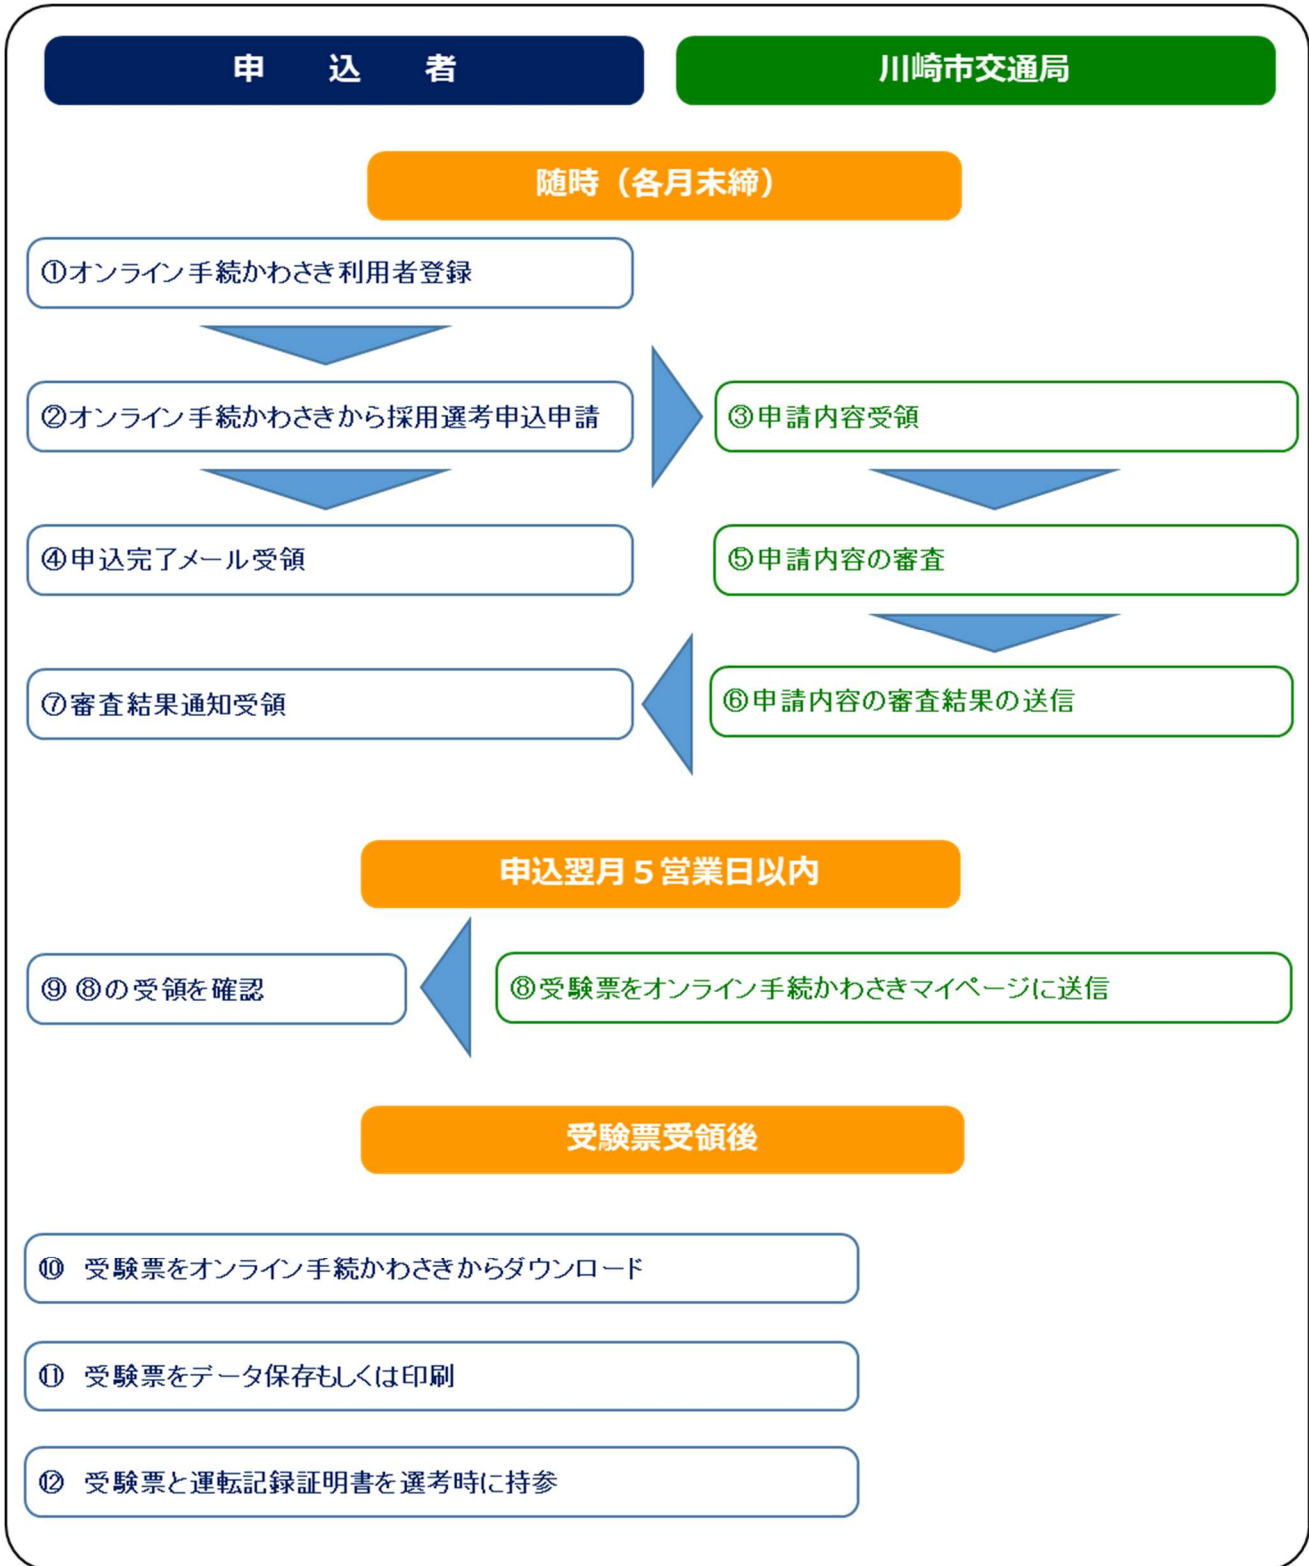 申　込　者
川崎市交通局
随時（各月末締）
①オンライン手続かわさき利用者登録
②オンライン手続かわさきから採用選考申込申請
③申請内容受領
④申込完了メール受領
⑤申請内容の審査
⑦審査結果通知受領
⑥申請内容の審査結果の送信
申込翌月５営業日以内
⑨ ⑧の受領を確認
⑧受験票をオンライン手続かわさきマイページに送信
受験票受領後
⑩　受験票をオンライン手続かわさきからダウンロード
⑪　受験票をデータ保存もしくは印刷
⑫　受験票と運転記録証明書を選考時に持参